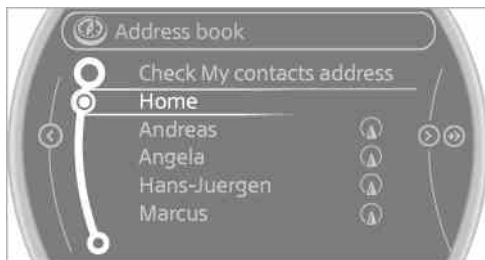 Address book
Check My contacts address
Home
Andreas
Angela
Hans-Juergen
Marcus